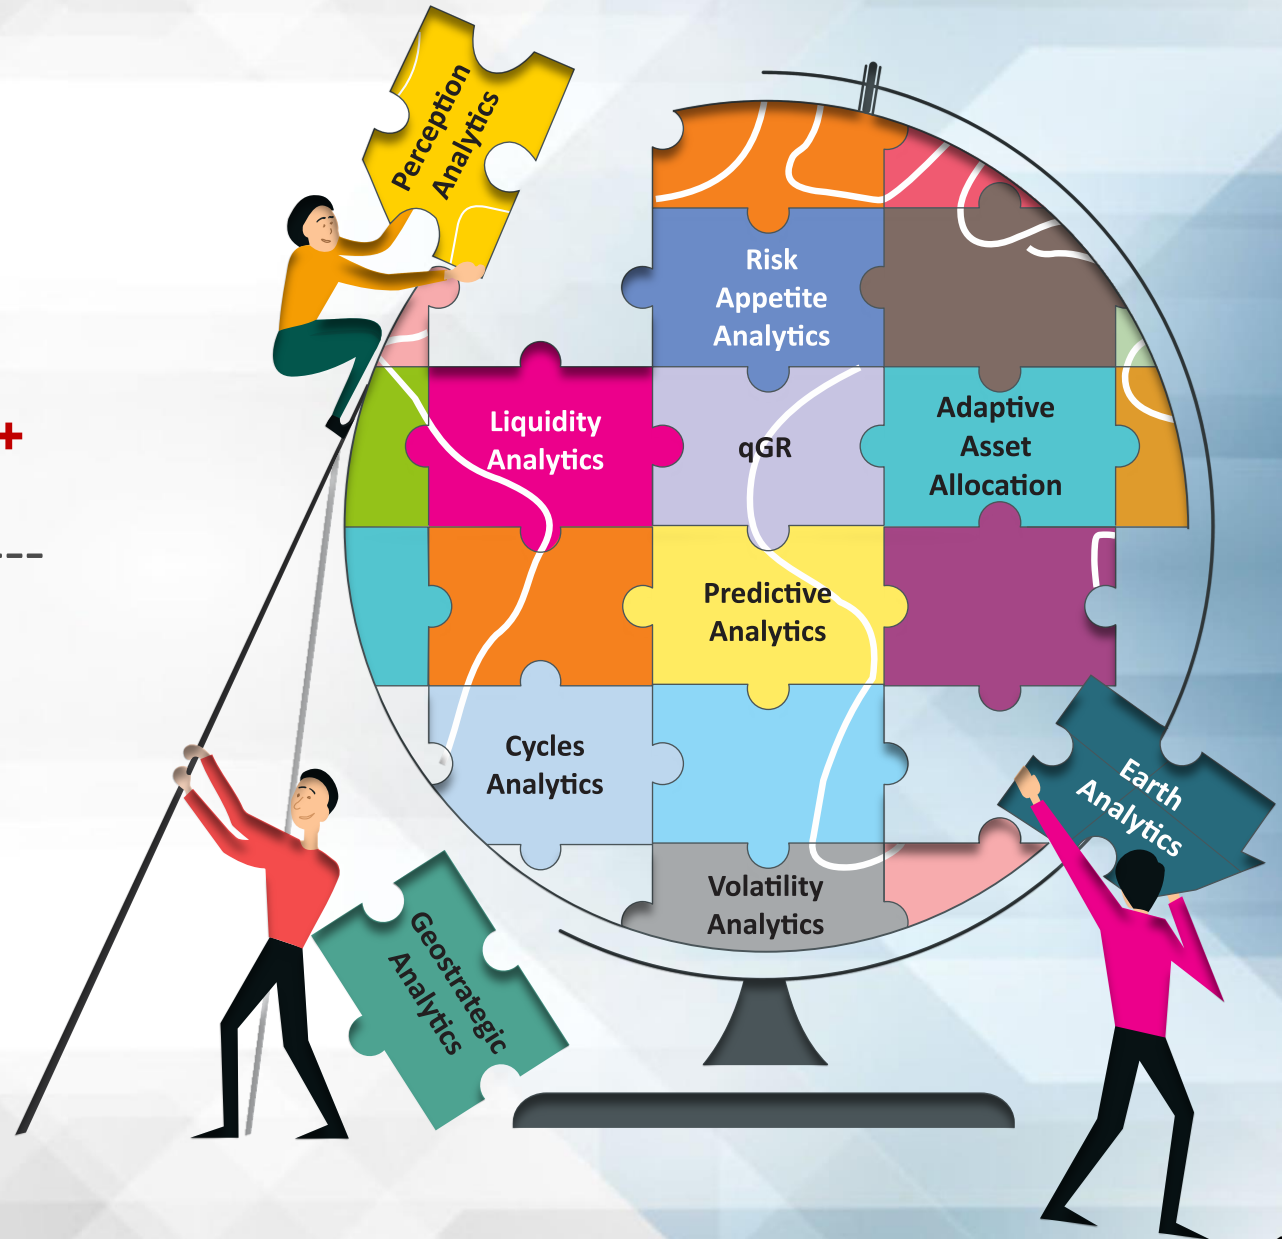 Perception
Analytics
Risk
Appetite
Analytics
Liquidity
Analytics
qGR
Adaptive
Asset
Allocation
+
---
Predictive
Analytics
Cycles
Analytics
Earth
Analytics
Volatility
Analytics
Geostrategic
Analytics